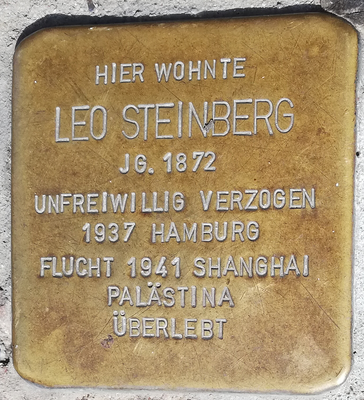 HIER WOHNTE
LEO STEINBERG
JG. 1872
UNFREIWILLIG VERZOGEN
1937 HAMBURG
FLUCHT 1941 SHANGHAI
PALÄSTINA
ÜBERLEBT